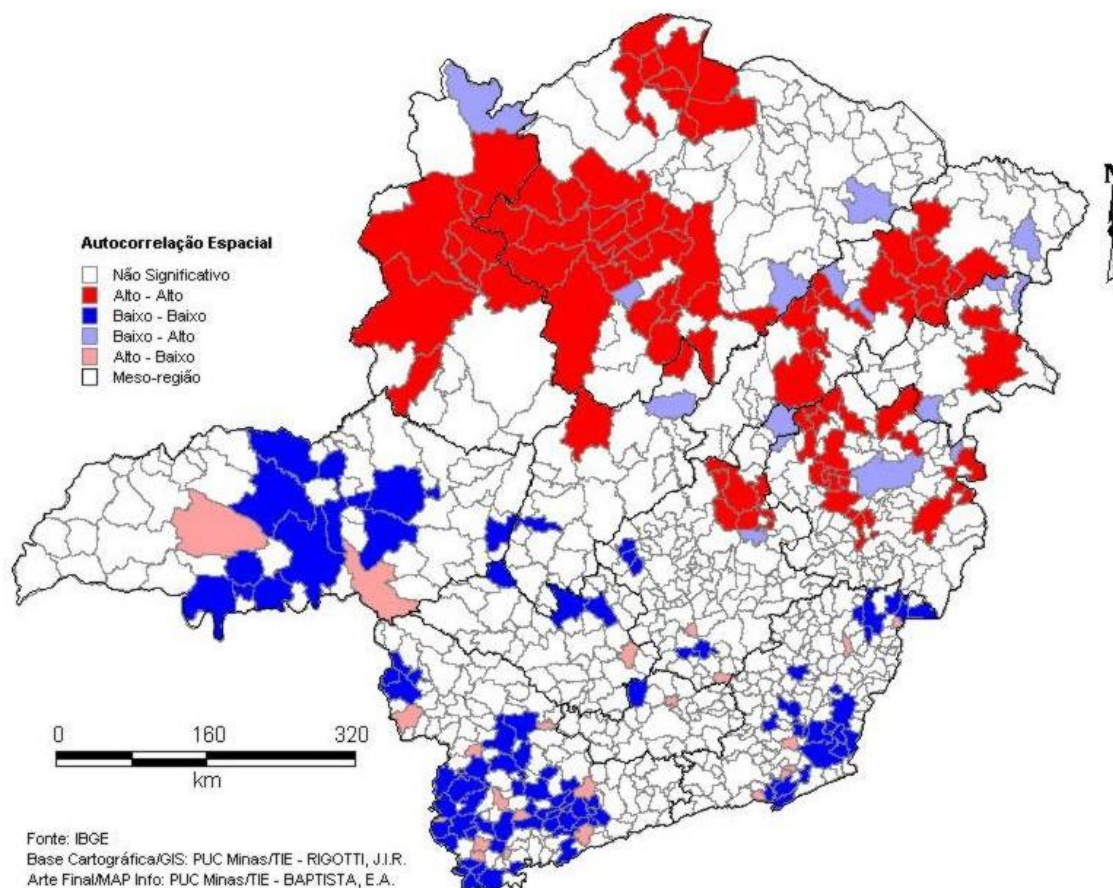 N
Autocorrelação Espacial
Não Significativo
Alto - Alto
Baixo - Baixo
Baixo - Alto
Alto - Baixo
Meso-região
0 160 320
km
Fonte: IBGE
Base Cartográfica/GIS: PUC Minas/TIE - RIGOTTI, J.I.R.
Arte Final/MAP Info: PUC Minas/TIE - BAPTISTA, E.A.